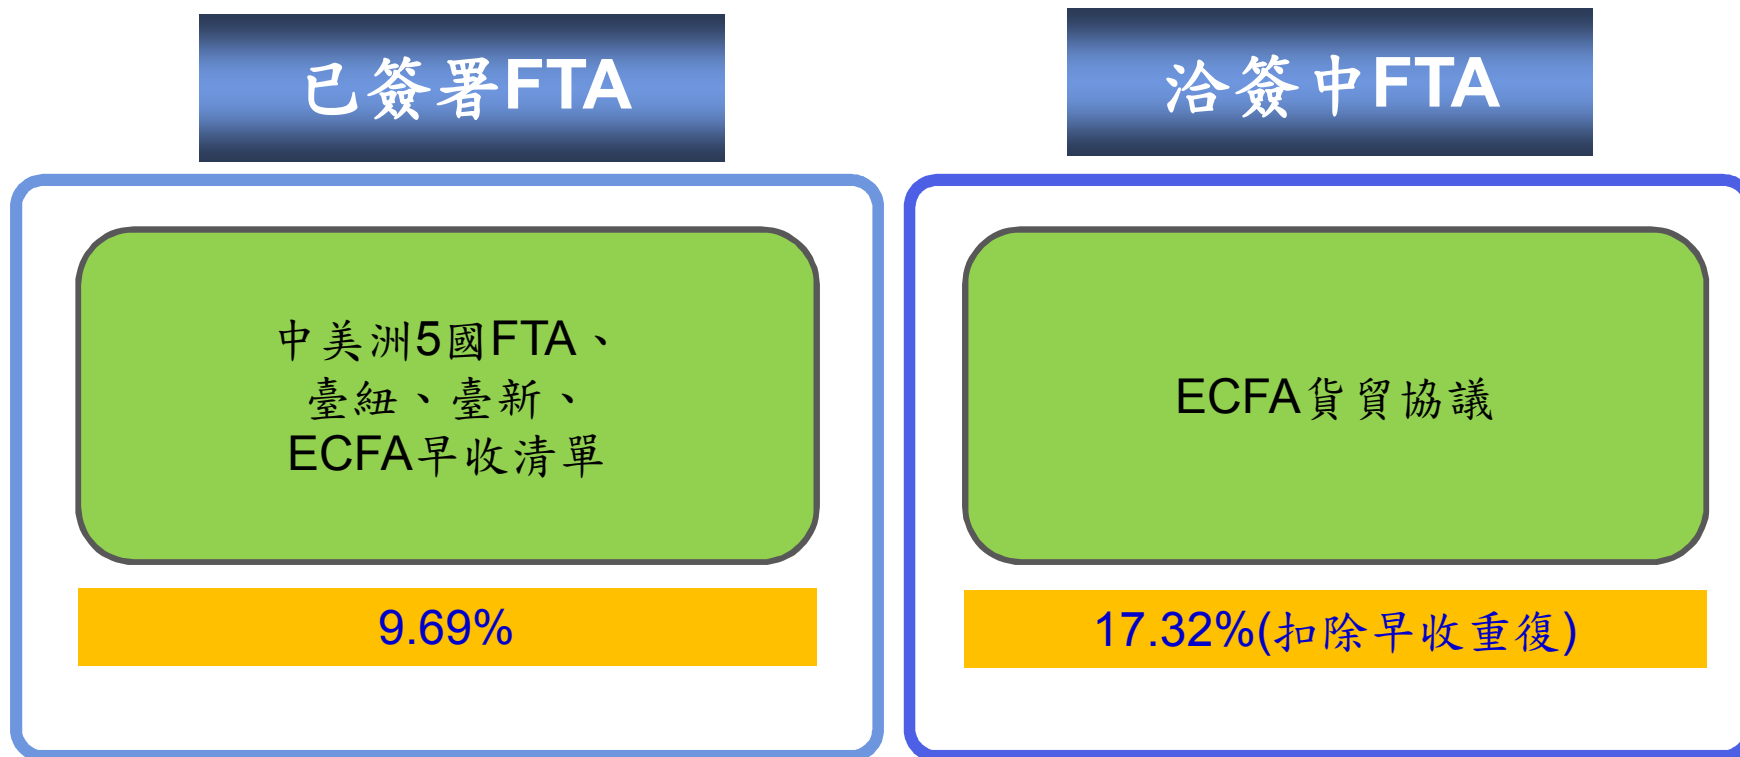 已簽署FTA
中美洲5國FTA、
臺紐、臺新、
ECFA早收清單
9.69%
洽簽中FTA
ECFA貨貿協議
17.32%(扣除早收重復)